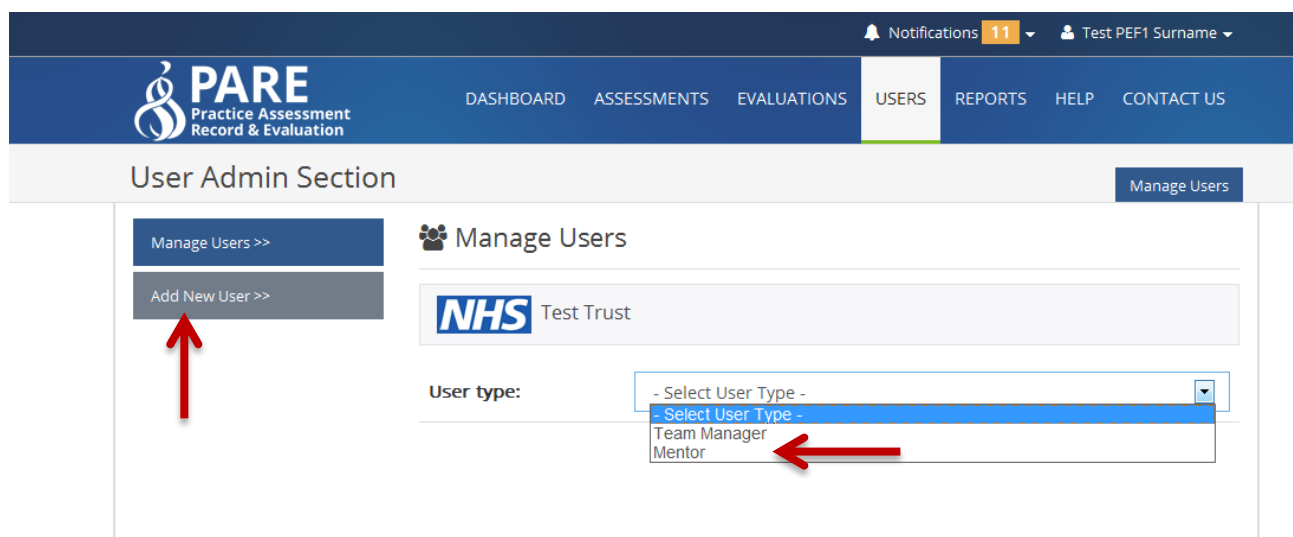 Notifications 11
Test PEF1 Surname
PARE
Practice Assessment
Record & Evaluation
DASHBOARD ASSESSMENTS EVALUATIONS USERS REPORTS HELP CONTACT US
User Admin Section
Manage Users
Manage Users >>
Add New User >>
Manage Users
NHS Test Trust
User type:
- Select User Type -
- Select User Type -
Team Manager
Mentor